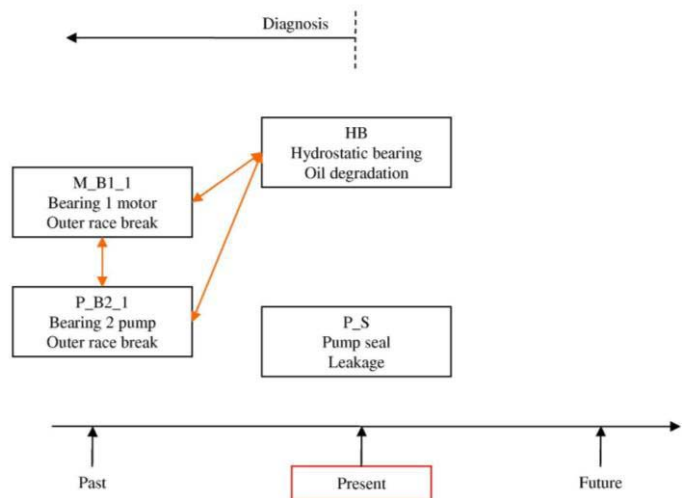 Diagnosis
HB
Hydrostatic bearing
Oil degradation
M_B1_1
Bearing 1 motor
Outer race break
P_B2_1
Bearing 2 pump
Outer race break
P_S
Pump seal
Leakage
Past
Present
Future